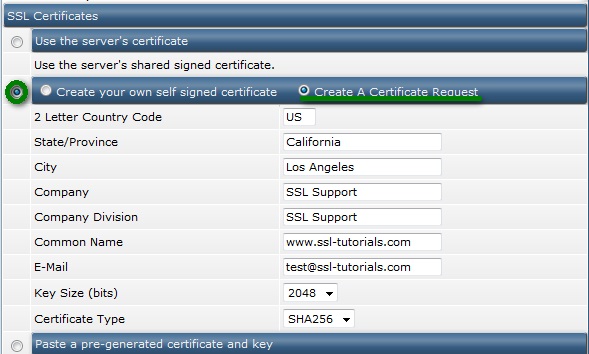 SSL Certificates
Use the server's certificate
Use the server's shared signed certificate.
Create your own self signed certificate Create A Certificate Request
2 Letter Country Code US
State/Province California
City Los Angeles
Company SSL Support
Company Division SSL Support
Common Name www.ssl-tutorials.com
E-Mail test@ssl-tutorials.com
Key Size (bits) 2048
Certificate Type SHA256
Paste a pre-generated certificate and key